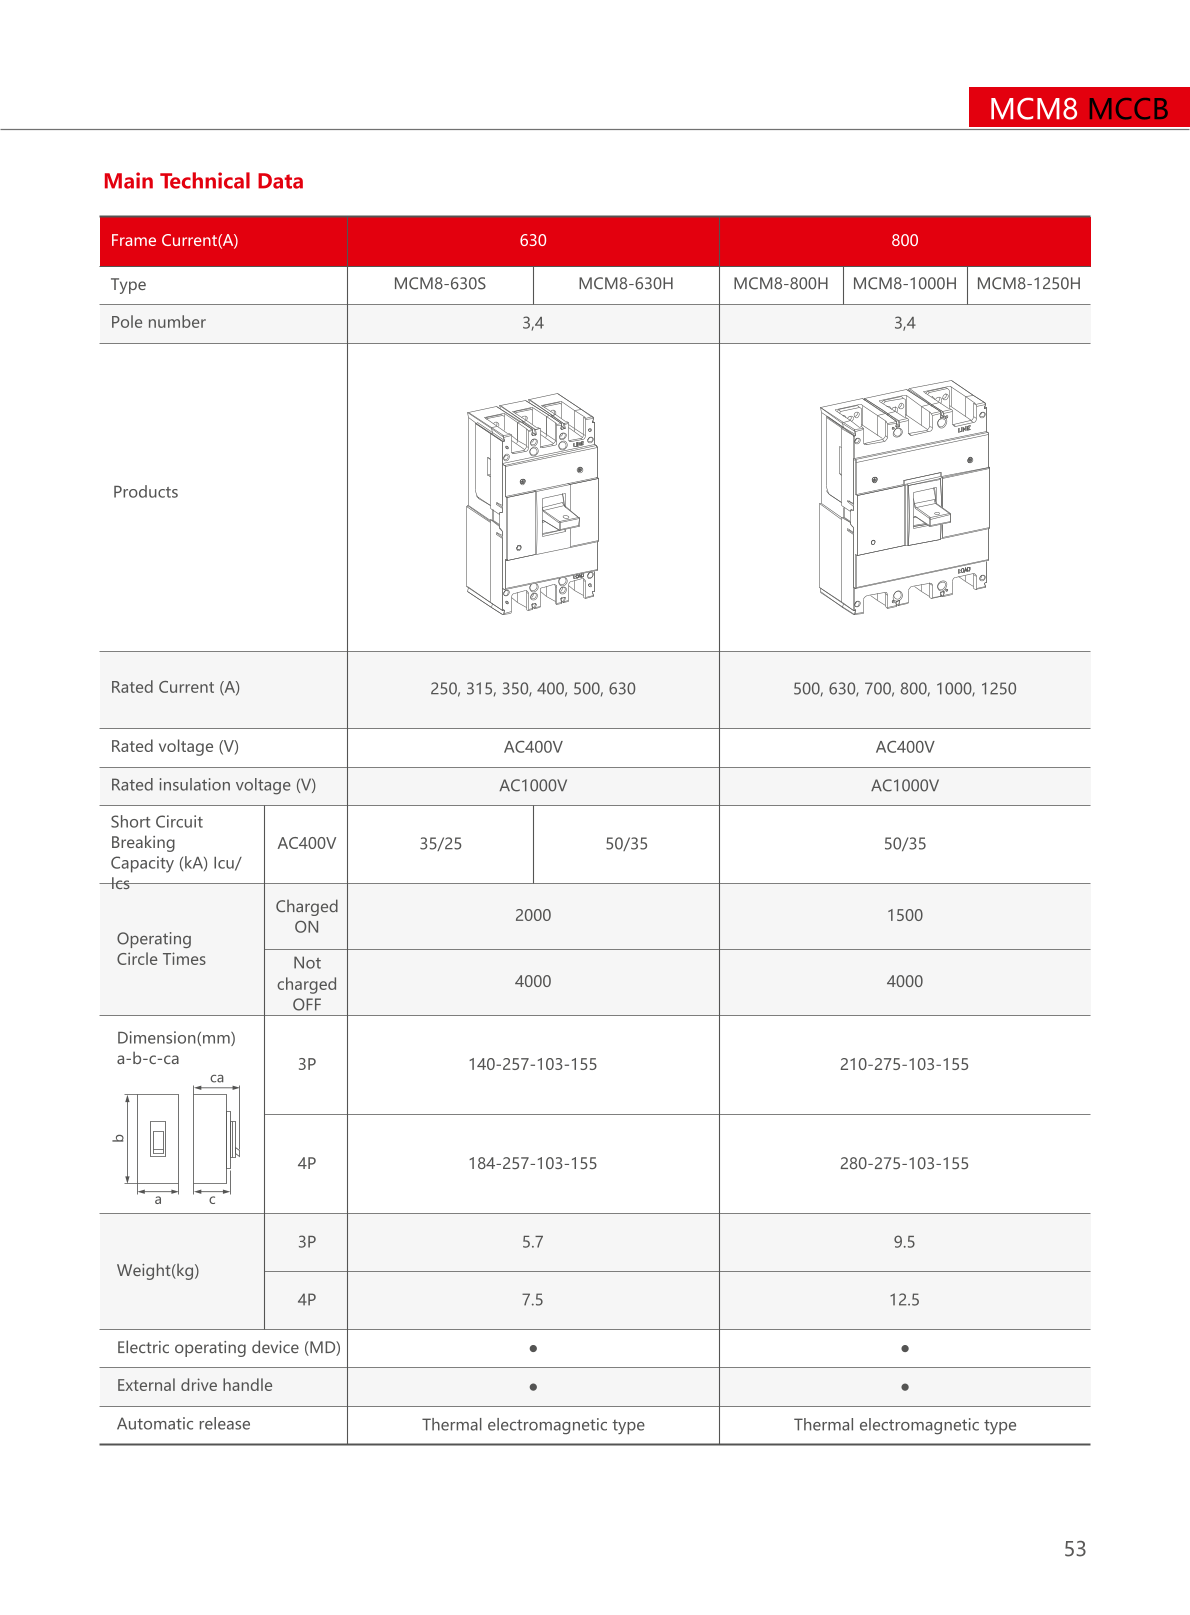 MCM8 MCCB
Main Technical Data
Frame Current(A) 630 800
Type MCM8-630S MCM8-630H MCM8-800H MCM8-1000H MCM8-1250H
Pole number 3,4 3,4
LINE
LINE
Products
LOAD
LOAD
Rated Current (A) 250, 315, 350, 400, 500, 630 500, 630, 700, 800, 1000, 1250
Rated voltage (V) AC400V AC400V
Rated insulation voltage (V) AC1000V AC1000V
Short Circuit
Breaking
Capacity (kA) Icu/
Ics
AC400V 35/25 50/35 50/35
Operating
Circle Times
Charged
ON
2000 1500
Not
charged
OFF
4000 4000
Dimension(mm)
a-b-c-ca
ca
b
a c
3P 140-257-103-155 210-275-103-155
4P 184-257-103-155 280-275-103-155
Weight(kg)
3P 5.7 9.5
4P 7.5 12.5
Electric operating device (MD) ● ●
External drive handle ● ●
Automatic release Thermal electromagnetic type Thermal electromagnetic type
53